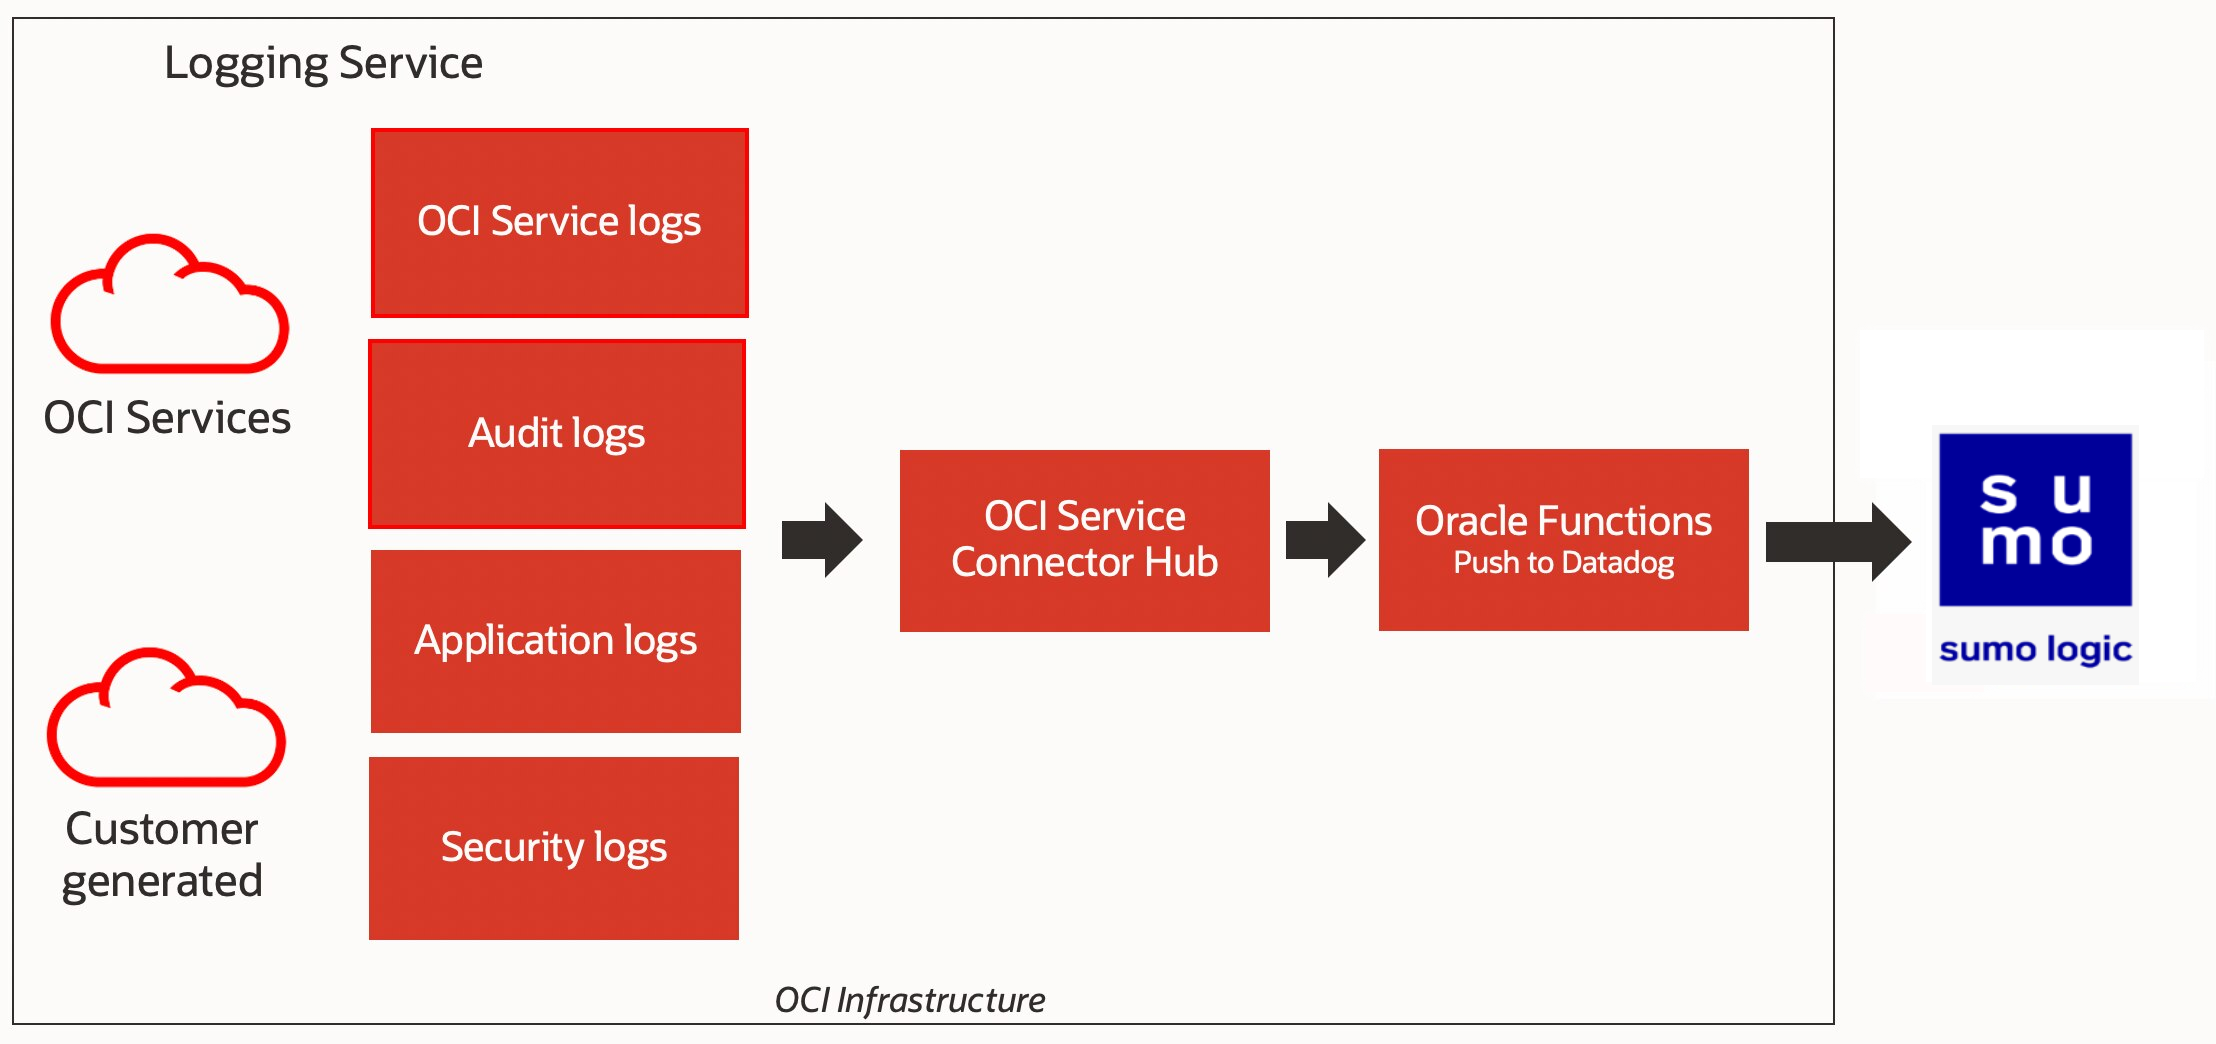 Logging Service
OCI Service logs
OCI Services
Audit logs
Application logs
Customer
generated
Security logs
OCI Service
Connector Hub
Oracle Functions
Push to Datadog
s u
mo
sumo logic
OCI Infrastructure